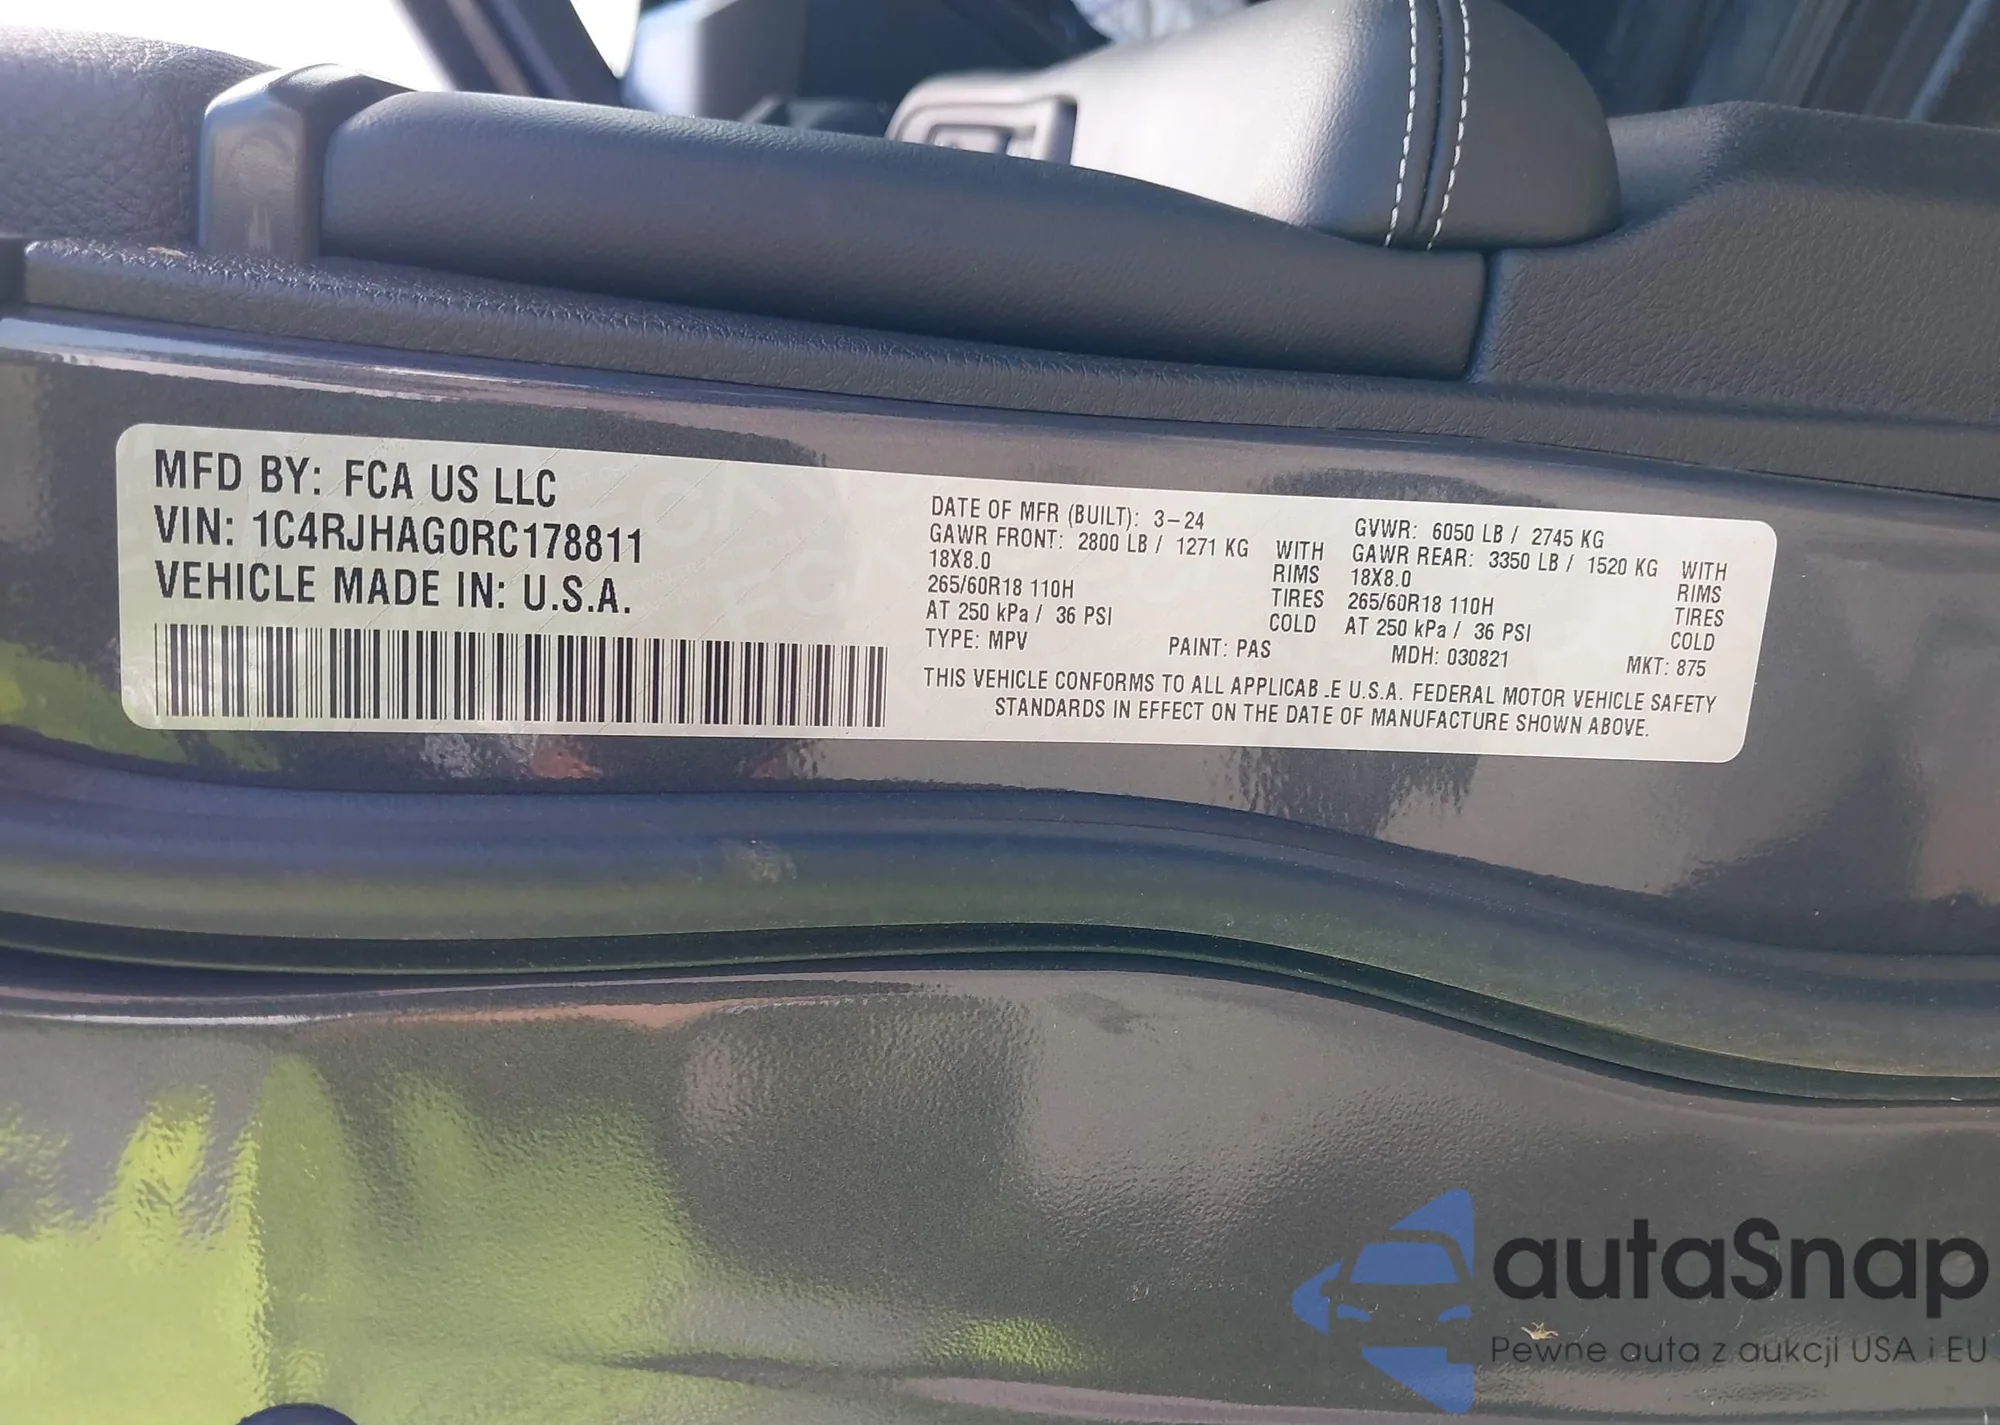 MFD BY: FCA US LLC
VIN: 1C4RJHAG0RC178811
VEHICLE MADE IN: U.S.A.
DATE OF MFR (BUILT): 3-24
GVWR: 6050 LB / 2745 KG
GAWR FRONT: 2800 LB / 1271 KG WITH
18X8.0 RIMS
265/60R18 110H TIRES
AT 250 kPa / 36 PSI COLD
GAWR REAR: 3350 LB / 1520 KG WITH
18X8.0 RIMS
265/60R18 110H TIRES
AT 250 kPa / 36 PSI COLD
TYPE: MPV PAINT: PAS MDH: 030821 MKT: 875
THIS VEHICLE CONFORMS TO ALL APPLICAB .E U.S.A. FEDERAL MOTOR VEHICLE SAFETY
STANDARDS IN EFFECT ON THE DATE OF MANUFACTURE SHOWN ABOVE.
autaSnap
Pewne auta z aukcji USA i EU